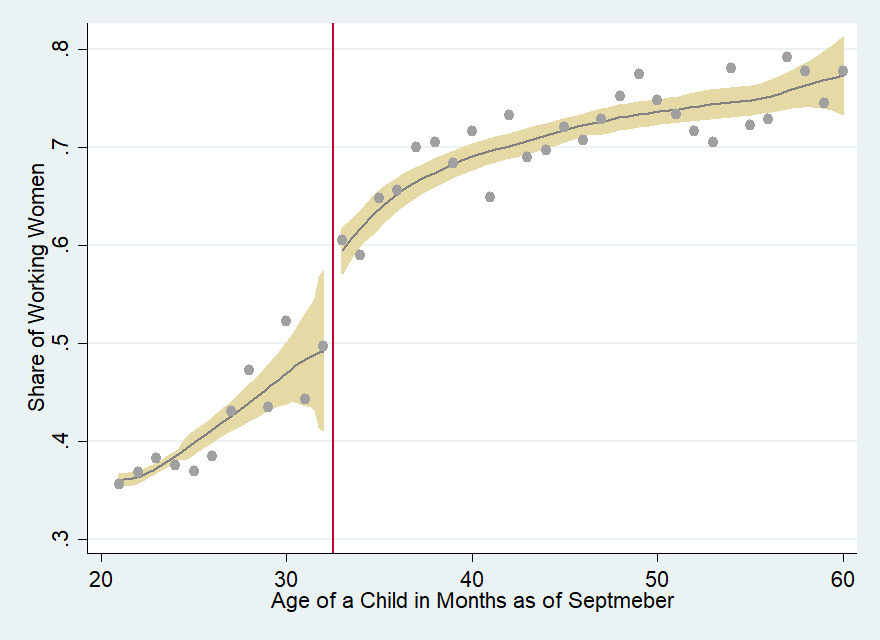 Share of Working Women
.8
.7
.6
.5
.4
.3
20 30 40 50 60
Age of a Child in Months as of Septmeber